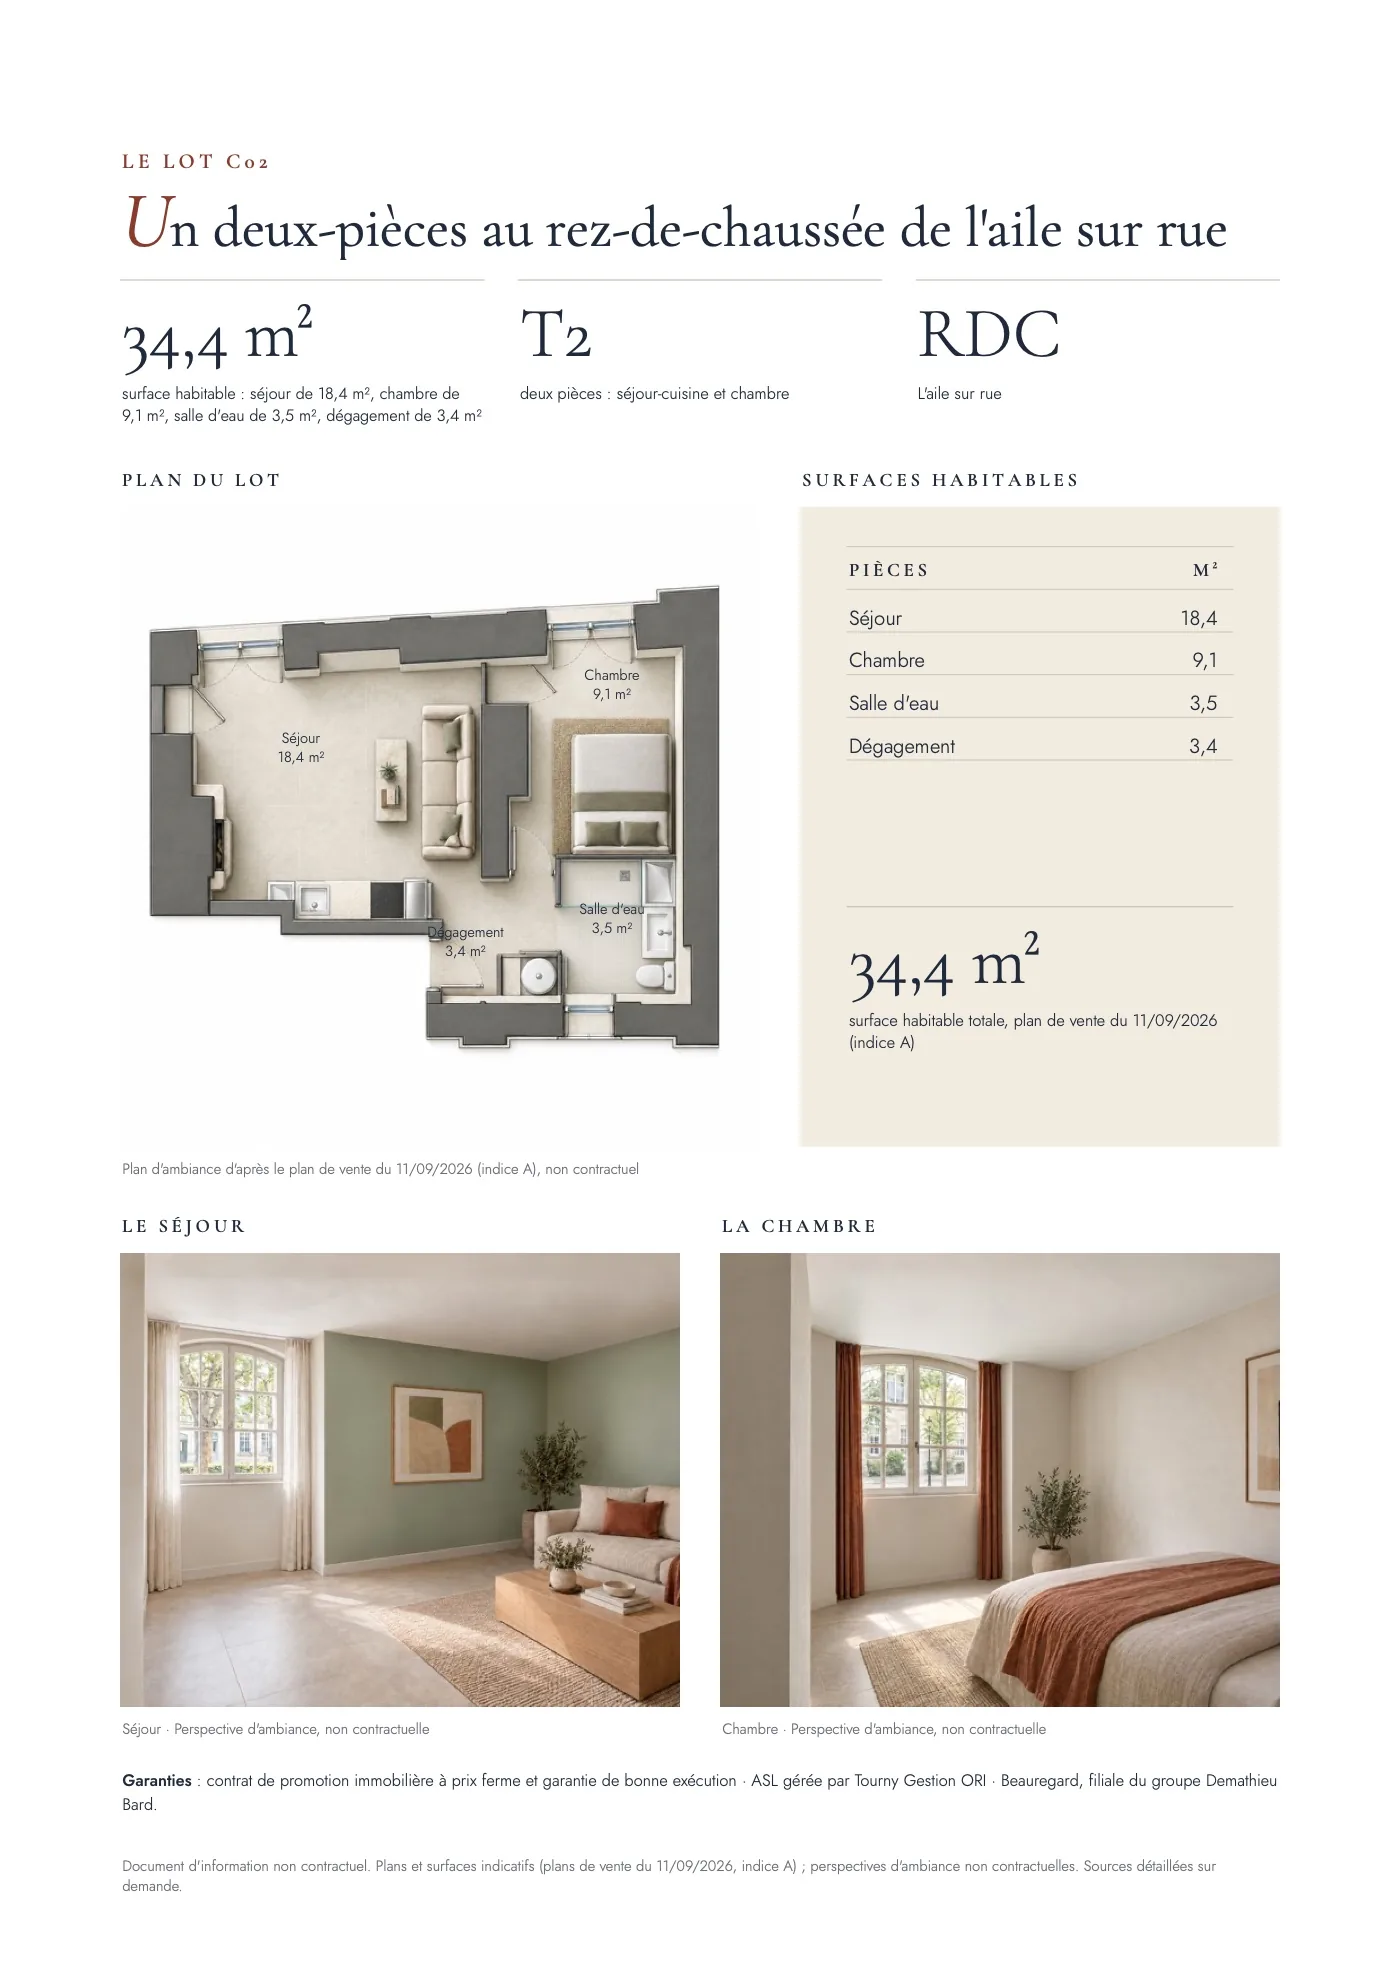 LE LOT C02
Un deux-pièces au rez-de-chaussée de l'aile sur rue
34,4 m²
surface habitable : séjour de 18,4 m², chambre de
9,1 m², salle d'eau de 3,5 m², dégagement de 3,4 m²
T2
deux pièces : séjour-cuisine et chambre
RDC
L'aile sur rue
PLAN DU LOT
Chambre
9,1 m²
Séjour
18,4 m²
Salle d'eau
3,5 m²
Dégagement
3,4 m²
Plan d'ambiance d'après le plan de vente du 11/09/2026 (indice A), non contractuel
SURFACES HABITABLES
PIÈCES M²
Séjour 18,4
Chambre 9,1
Salle d'eau 3,5
Dégagement 3,4
34,4 m²
surface habitable totale, plan de vente du 11/09/2026
(indice A)
LE SÉJOUR
Séjour · Perspective d'ambiance, non contractuelle
LA CHAMBRE
Chambre · Perspective d'ambiance, non contractuelle
Garanties : contrat de promotion immobilière à prix ferme et garantie de bonne exécution · ASL gérée par Tourny Gestion ORI · Beauregard, filiale du groupe Demathieu
Bard.
Document d'information non contractuel. Plans et surfaces indicatifs (plans de vente du 11/09/2026, indice A) ; perspectives d'ambiance non contractuelles. Sources détaillées sur
demande.